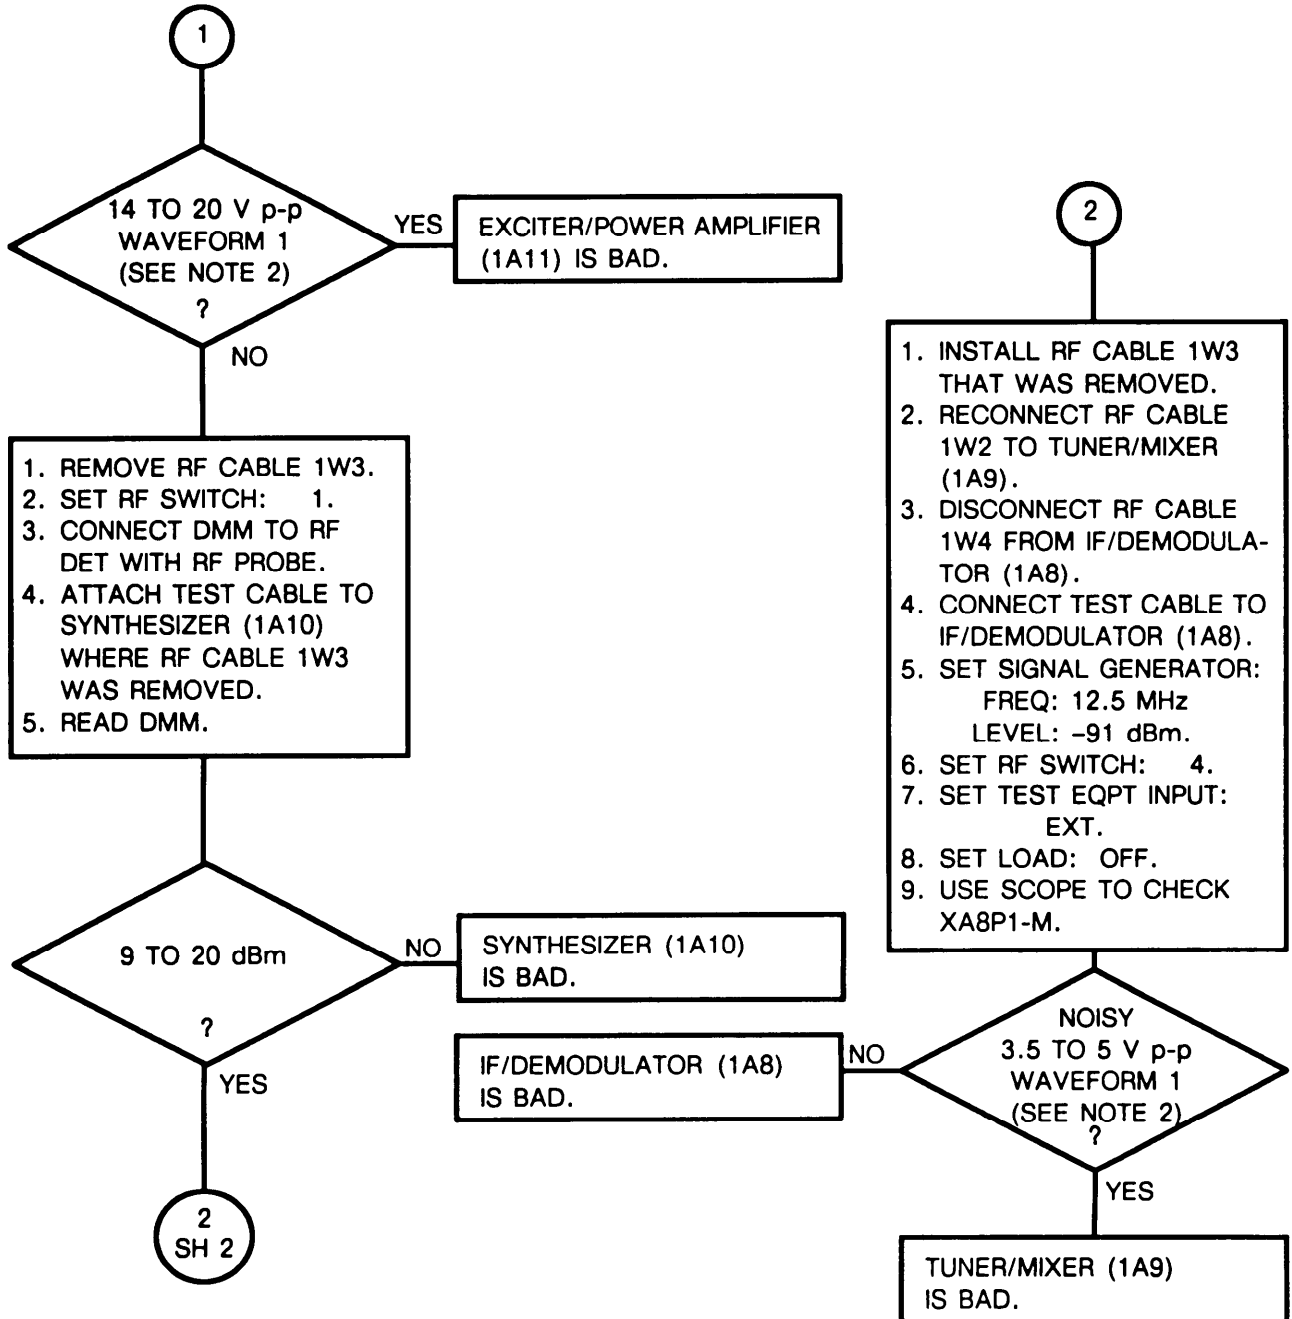 1
14 TO 20 V p-p
WAVEFORM 1
(SEE NOTE 2)
?
YES
EXCITER/POWER AMPLIFIER
(1A11) IS BAD.
NO
1. REMOVE RF CABLE 1W3.
2. SET RF SWITCH: 1.
3. CONNECT DMM TO RF
DET WITH RF PROBE.
4. ATTACH TEST CABLE TO
SYNTHESIZER (1A10)
WHERE RF CABLE 1W3
WAS REMOVED.
5. READ DMM.
9 TO 20 dBm
?
NO
SYNTHESIZER (1A10)
IS BAD.
YES
2
SH 2
2
1. INSTALL RF CABLE 1W3
THAT WAS REMOVED.
2. RECONNECT RF CABLE
1W2 TO TUNER/MIXER
(1A9).
3. DISCONNECT RF CABLE
1W4 FROM IF/DEMODULA-
TOR (1A8).
4. CONNECT TEST CABLE TO
IF/DEMODULATOR (1A8).
5. SET SIGNAL GENERATOR:
FREQ: 12.5 MHz
LEVEL: -91 dBm.
6. SET RF SWITCH: 4.
7. SET TEST EQPT INPUT:
EXT.
8. SET LOAD: OFF.
9. USE SCOPE TO CHECK
XA8P1-M.
NOISY
3.5 TO 5 V p-p
WAVEFORM 1
(SEE NOTE 2)
?
NO
IF/DEMODULATOR (1A8)
IS BAD.
YES
TUNER/MIXER (1A9)
IS BAD.